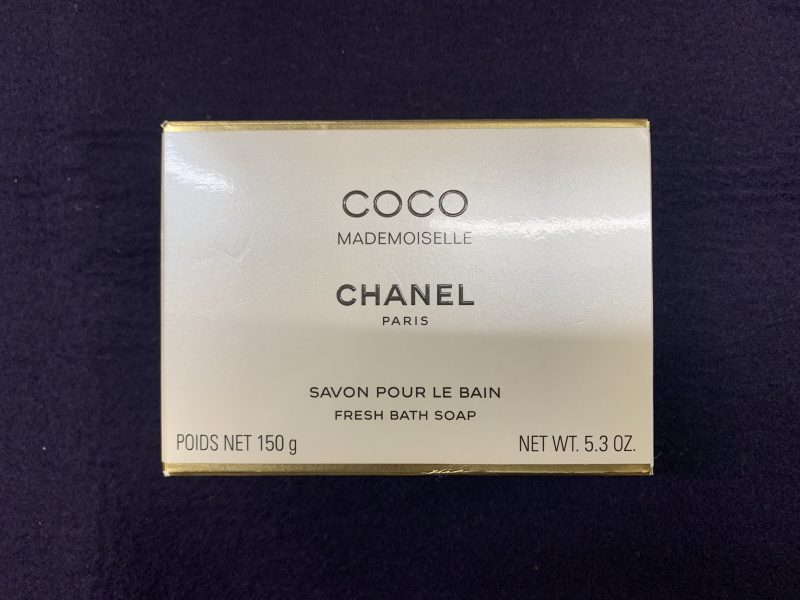 COCO
MADEMOISELLE
CHANEL
PARIS
SAVON POUR LE BAIN
FRESH BATH SOAP
POIDS NET 150 g NET WT. 5.3 OZ.